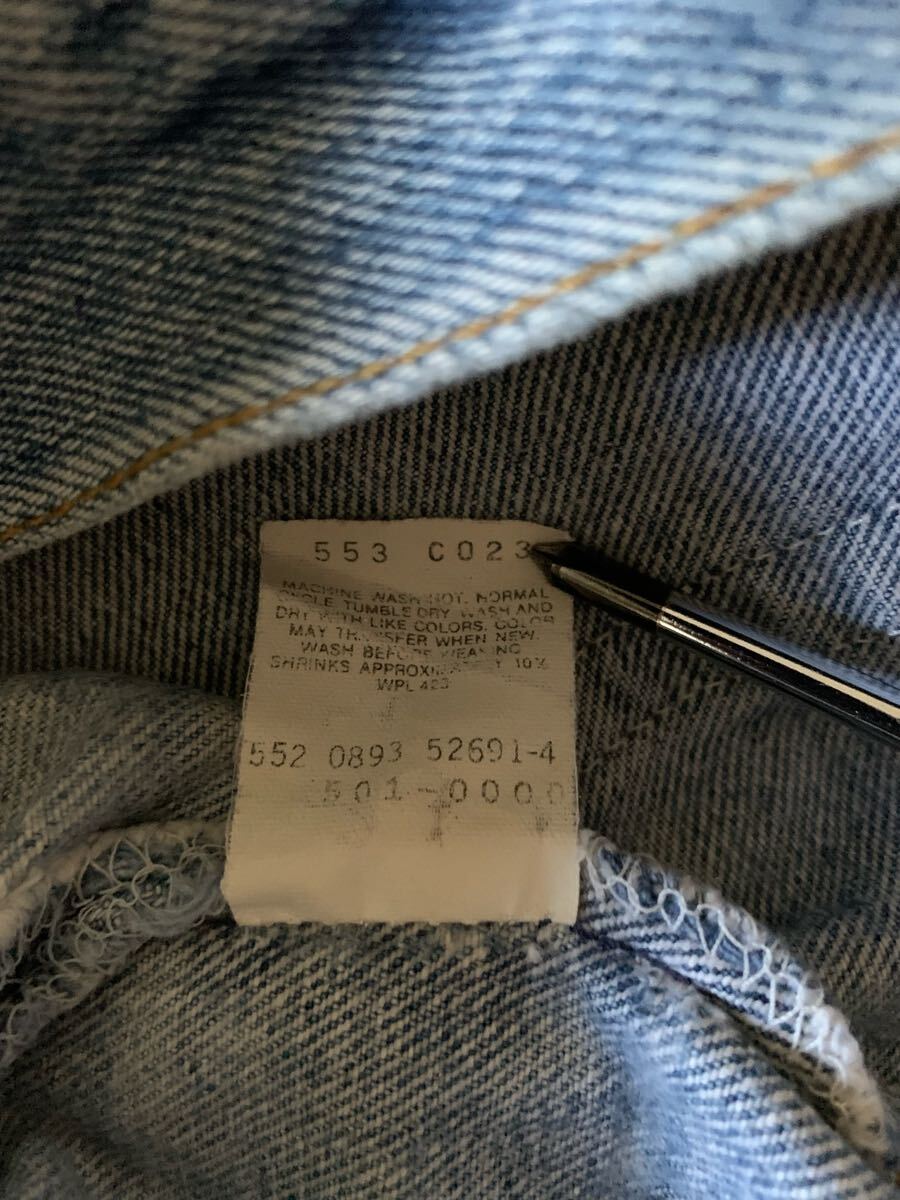 553 C023
MACHINE WASH HOT, NORMAL
CYCLE TUMBLE DRY WASH AND
DRY WITH LIKE COLORS. COLOR
MAY TRANSFER WHEN NEW.
WASH BEFORE WEARING
SHRINKS APPROXIMATELY 10%
WPL 423
552 0893 52691-4
501-0000